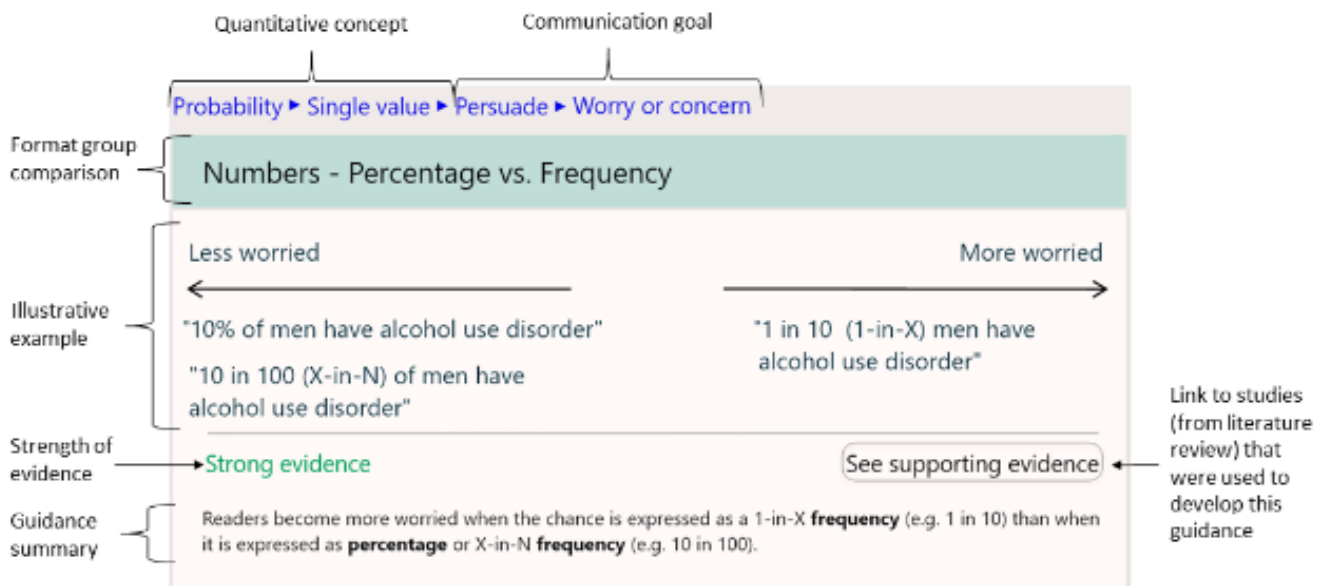 Quantitative concept
Communication goal
Probability ▸ Single value ▸ Persuade ▸ Worry or concern
Format group
comparison
Numbers - Percentage vs. Frequency
Less worried
More worried
Illustrative
example
"10% of men have alcohol use disorder"
"10 in 100 (X-in-N) of men have
alcohol use disorder"
"1 in 10 (1-in-X) men have
alcohol use disorder"
Strength of
evidence
Strong evidence
See supporting evidence
Link to studies
(from literature
review) that
were used to
develop this
guidance
Guidance
summary
Readers become more worried when the chance is expressed as a 1-in-X frequency (e.g. 1 in 10) than when
it is expressed as percentage or X-in-N frequency (e.g. 10 in 100).